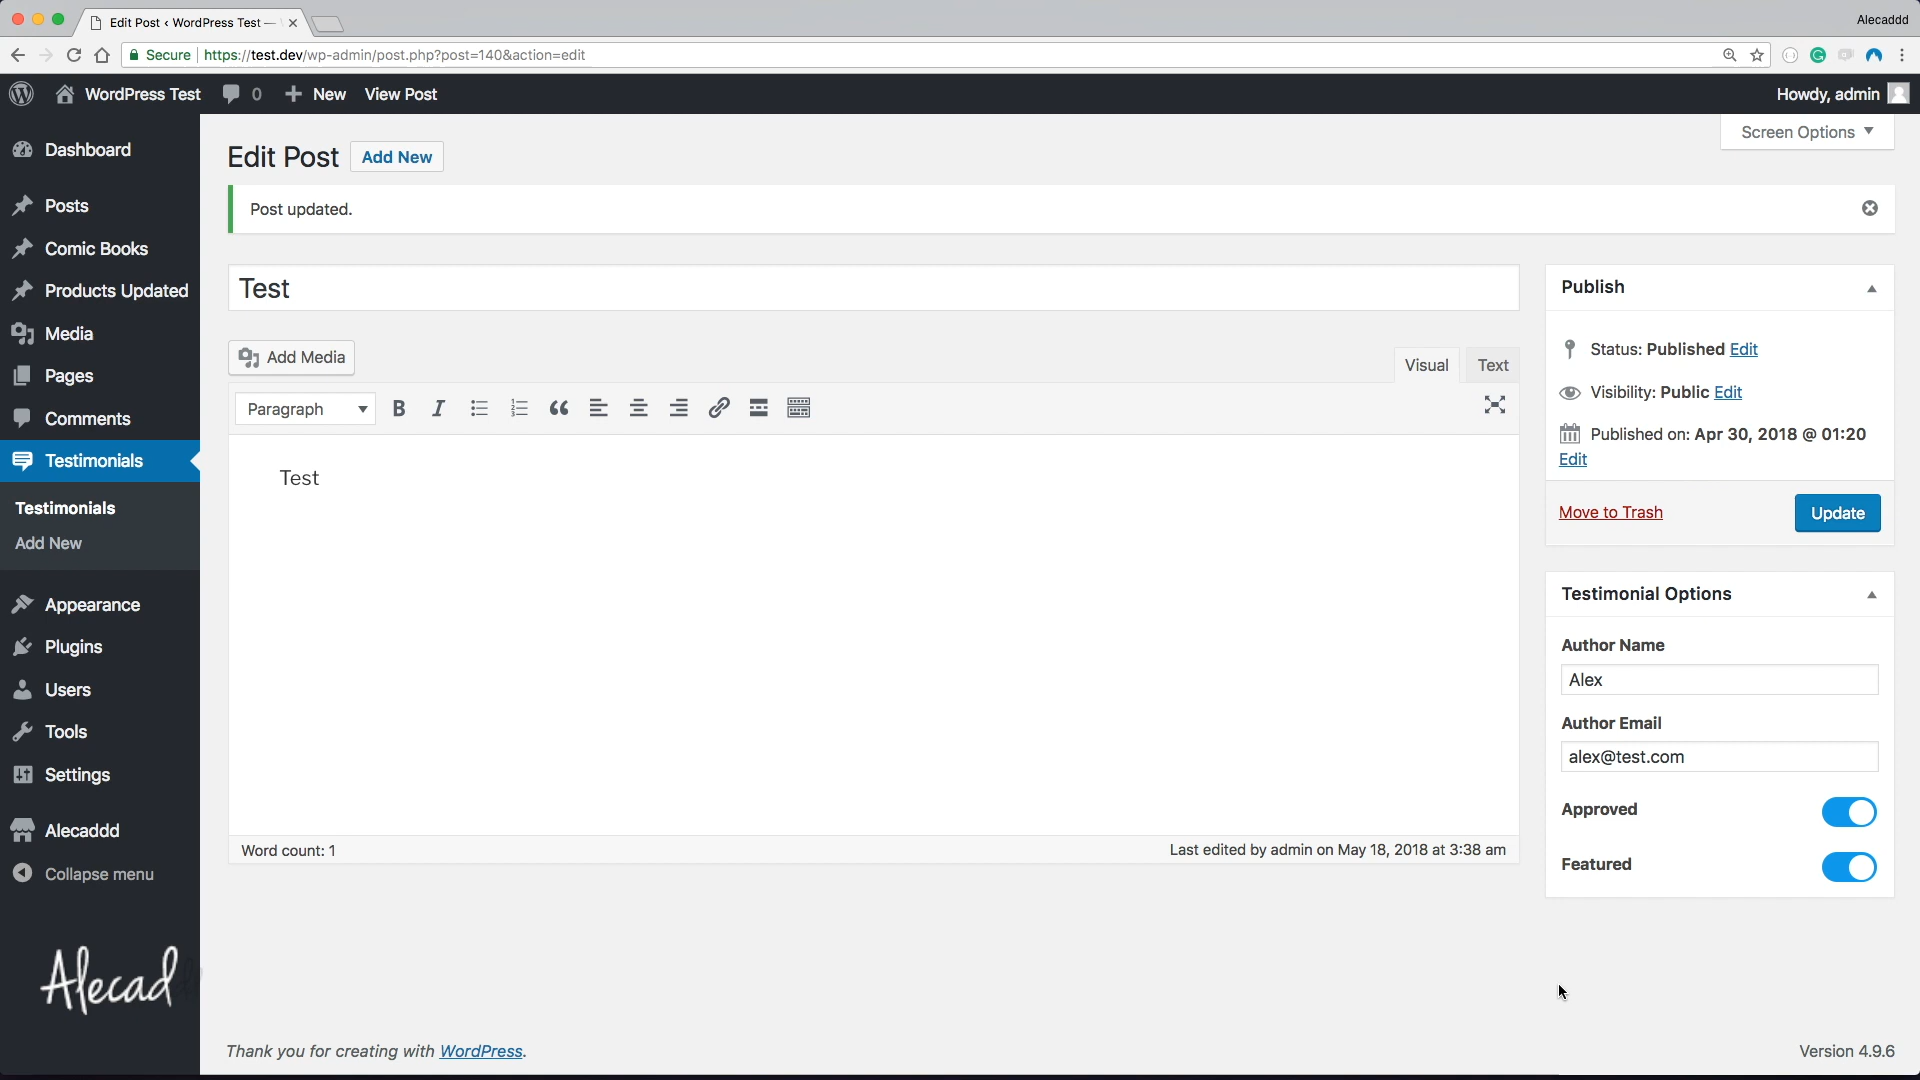 Edit Post ‹ WordPress Test —
Alecaddd
Secure https://test.dev/wp-admin/post.php?post=140&action=edit
WordPress Test 0 New View Post
Howdy, admin
Screen Options
Dashboard
Posts
Comic Books
Products Updated
Media
Pages
Comments
Testimonials
Testimonials
Add New
Appearance
Plugins
Users
Tools
Settings
Alecaddd
Collapse menu
Alecad
Edit Post Add New
Post updated.
Test
Add Media
Visual Text
Paragraph
Test
Word count: 1
Last edited by admin on May 18, 2018 at 3:38 am
Publish
Status: Published Edit
Visibility: Public Edit
Published on: Apr 30, 2018 @ 01:20
Edit
Move to Trash Update
Testimonial Options
Author Name
Alex
Author Email
alex@test.com
Approved
Featured
Thank you for creating with WordPress.
Version 4.9.6